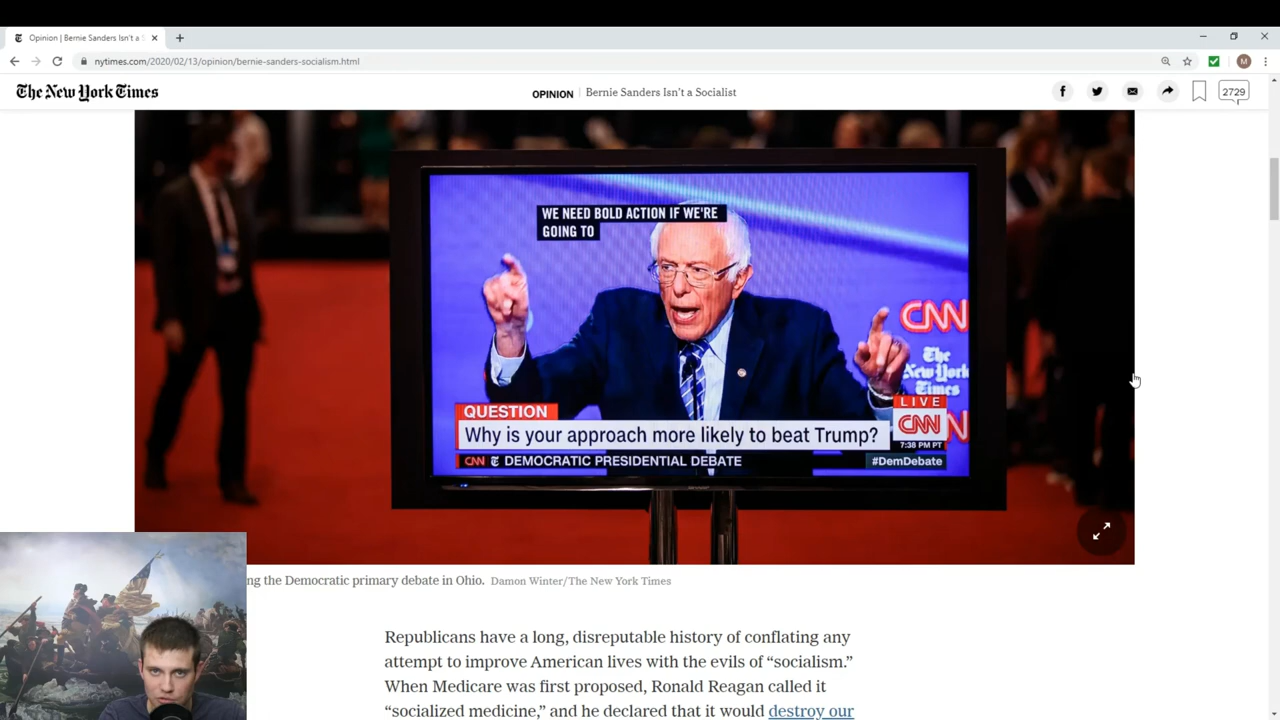 Opinion | Bernie Sanders Isn't a S
nytimes.com/2020/02/13/opinion/bernie-sanders-socialism.html
M
The New York Times
OPINION | Bernie Sanders Isn't a Socialist
2729
WE NEED BOLD ACTION IF WE'RE
GOING TO
CNN
The
New York
Times
QUESTION
Why is your approach more likely to beat Trump?
LIVE
CNN
7:38 PM PT
CNN T DEMOCRATIC PRESIDENTIAL DEBATE
#DemDebate
ng the Democratic primary debate in Ohio. Damon Winter/The New York Times
Republicans have a long, disreputable history of conflating any
attempt to improve American lives with the evils of “socialism.”
When Medicare was first proposed, Ronald Reagan called it
“socialized medicine,” and he declared that it would destroy our